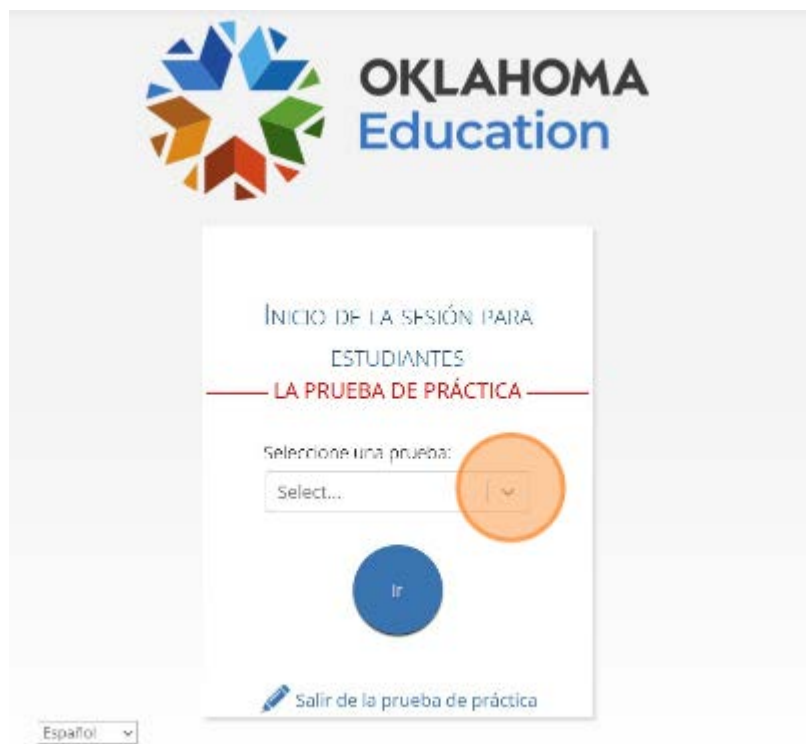 OKLAHOMA
Education
INICIO DE LA SESIÓN PARA
ESTUDIANTES
LA PRUEBA DE PRÁCTICA
Seleccione una prueba:
Select...
Ir
Salir de la prueba de práctica
Español